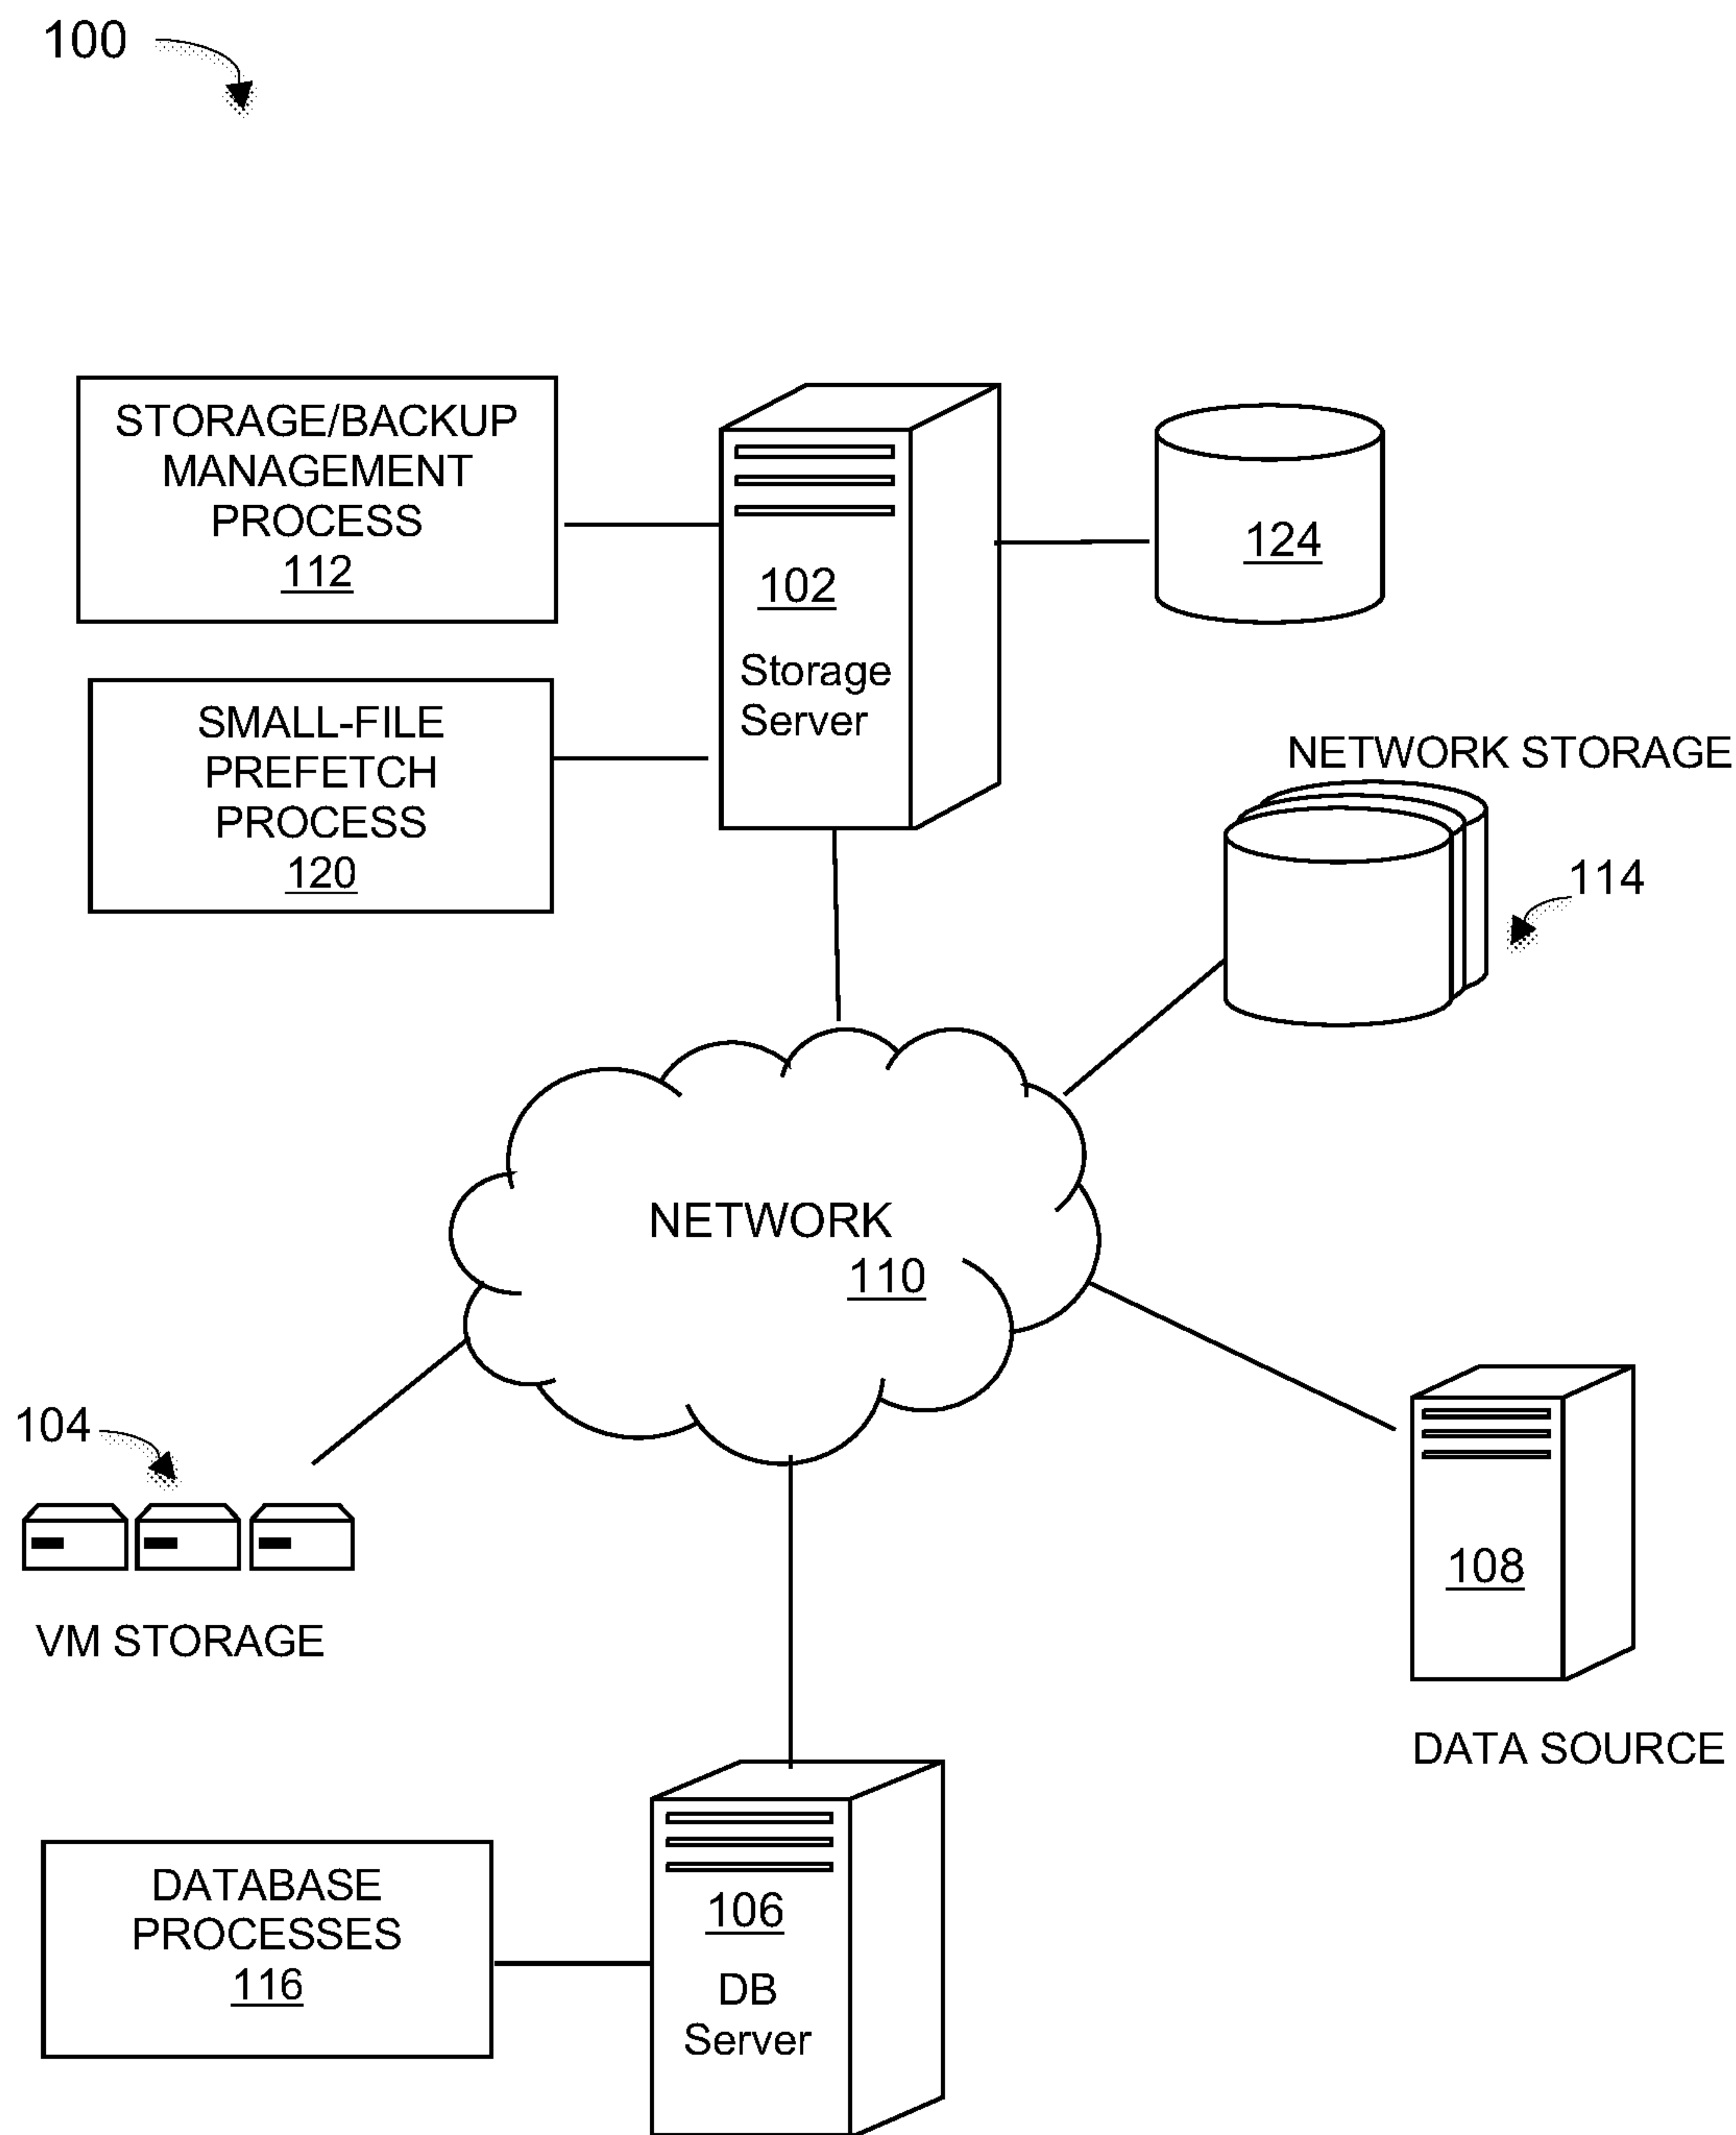 100
STORAGE/BACKUP
MANAGEMENT
PROCESS
112
102
Storage
Server
124
SMALL-FILE
PREFETCH
PROCESS
120
NETWORK STORAGE
114
NETWORK
110
104
VM STORAGE
108
DATA SOURCE
DATABASE
PROCESSES
116
106
DB
Server